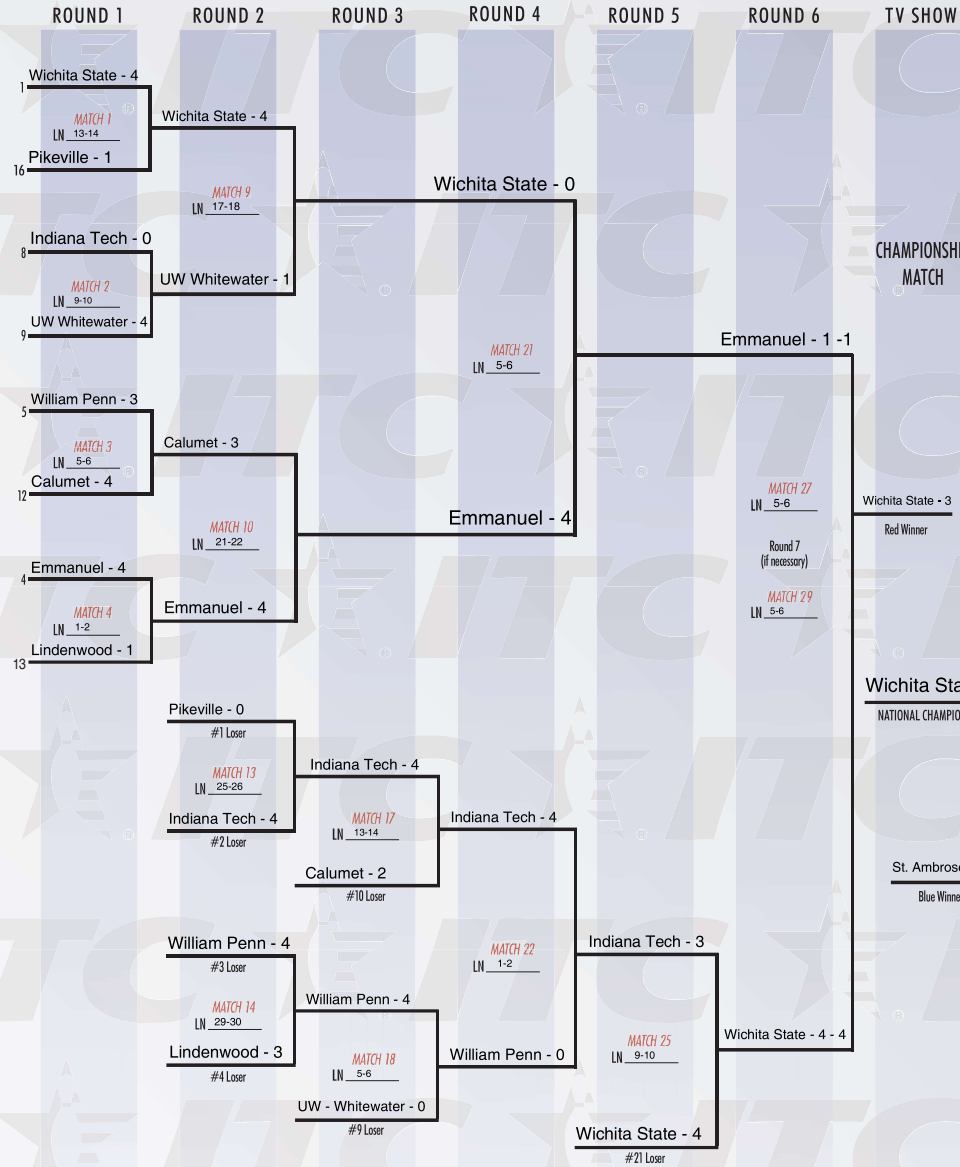 ROUND 1 ROUND 2 ROUND 3 ROUND 4 ROUND 5 ROUND 6 TV SHOW
Wichita State - 4
1
MATCH 1
LN 13-14
Pikeville - 1
16
Indiana Tech - 0
8
MATCH 2
LN 9-10
UW Whitewater - 4
9
William Penn - 3
5
MATCH 3
LN 5-6
Calumet - 4
12
Emmanuel - 4
4
MATCH 4
LN 1-2
Lindenwood - 1
13
Wichita State - 4
MATCH 9
LN 17-18
UW Whitewater - 1
Calumet - 3
MATCH 10
LN 21-22
Emmanuel - 4
Pikeville - 0
#1 Loser
MATCH 13
LN 25-26
Indiana Tech - 4
#2 Loser
William Penn - 4
#3 Loser
MATCH 14
LN 29-30
Lindenwood - 3
#4 Loser
Indiana Tech - 4
MATCH 17
LN 13-14
Calumet - 2
#10 Loser
William Penn - 4
MATCH 18
LN 5-6
UW - Whitewater - 0
#9 Loser
Wichita State - 0
MATCH 21
LN 5-6
Emmanuel - 4
Indiana Tech - 4
MATCH 22
LN 1-2
William Penn - 0
Indiana Tech - 3
MATCH 25
LN 9-10
Wichita State - 4
#21 Loser
Emmanuel - 1 -1
MATCH 27
LN 5-6
Round 7
(if necessary)
MATCH 29
LN 5-6
Wichita State - 4 - 4
CHAMPIONSHI
MATCH
Wichita State - 3
Red Winner
Wichita Sta
NATIONAL CHAMPIO
St. Ambrose
Blue Winne
ITC